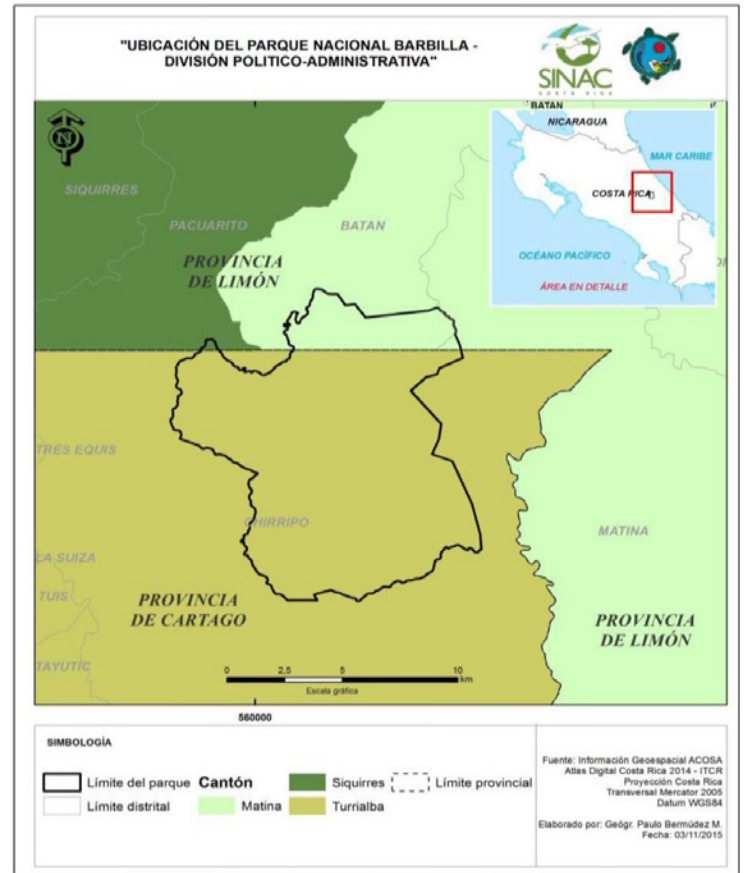 "UBICACIÓN DEL PARQUE NACIONAL BARBILLA -
DIVISIÓN POLITICO-ADMINISTRATIVA"
SINAC
COSTA RICA
BATAN
NICARAGUA
MAR CARIBE
COSTA RICA
OCÉANO PACÍFICO
ÁREA EN DETALLE
N
SIQUIRRES
PACUARITO
BATAN
PROVINCIA
DE LIMÓN
TRES EQUIS
CHIRRIPO
MATINA
LA SUIZA
TUIS
PROVINCIA
DE CARTAGO
PROVINCIA
DE LIMÓN
TAYUTIC
0 2,5 5 10
km
Escala gráfica
560000
SIMBOLOGÍA
Límite del parque Cantón Siquirres Límite provincial
Límite distrital Matina Turrialba
Fuente: Información Geoespacial ACOSA
Atlas Digital Costa Rica 2014 - ITCR
Proyección Costa Rica
Transversal Mercator 2005
Datum WGS84
Elaborado por: Geógr. Paulo Bermúdez M.
Fecha: 03/11/2015